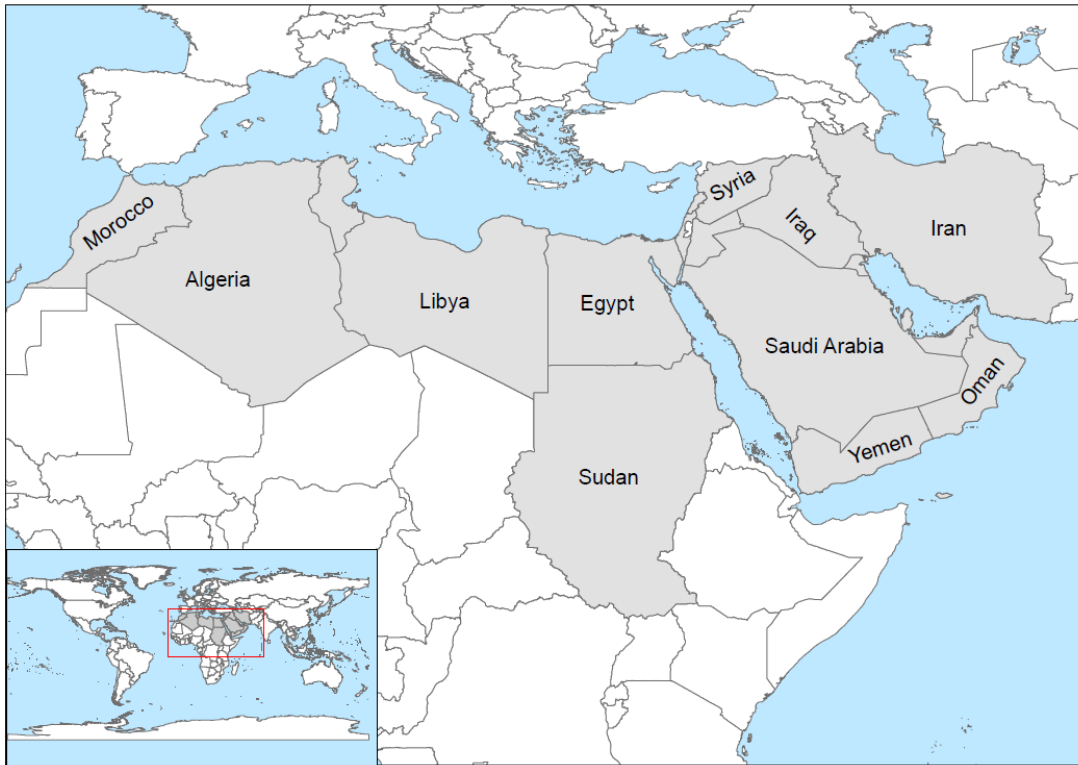 Syria
Morocco
Iraq
Iran
Algeria
Libya
Egypt
Saudi Arabia
Oman
Yemen
Sudan